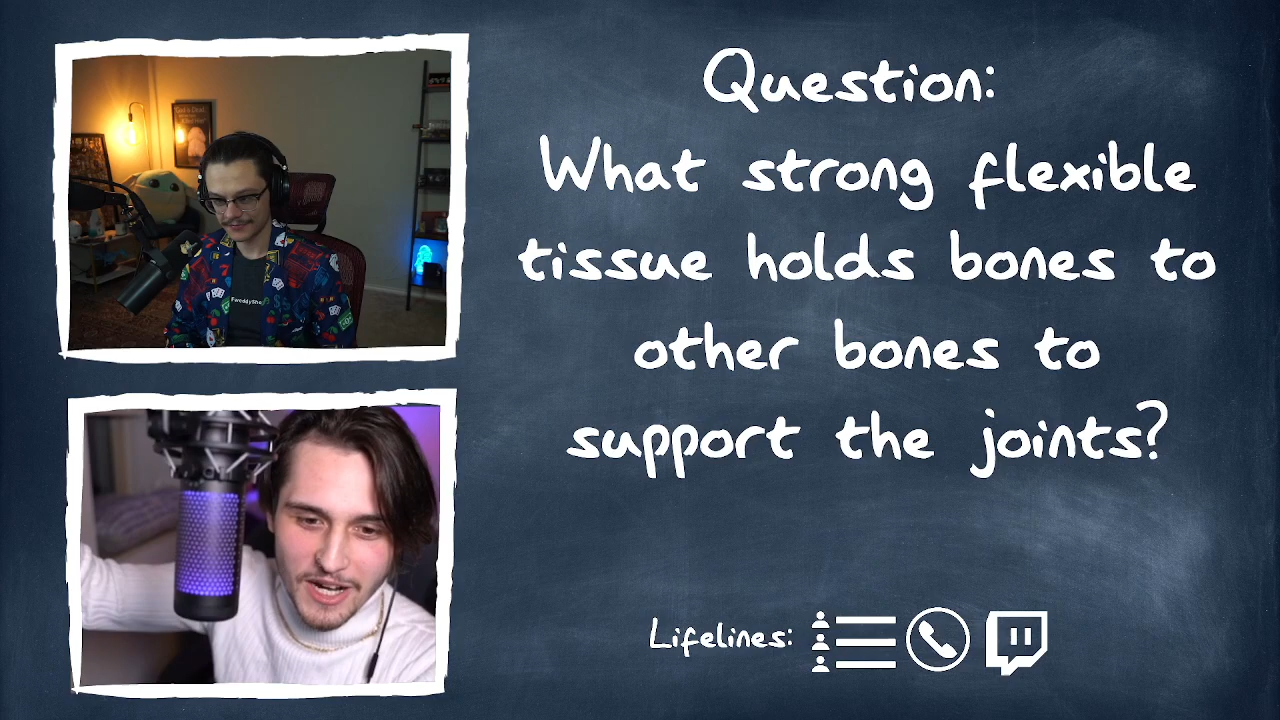 Question:
What strong flexible
tissue holds bones to
other bones to
support the joints?
Lifelines: